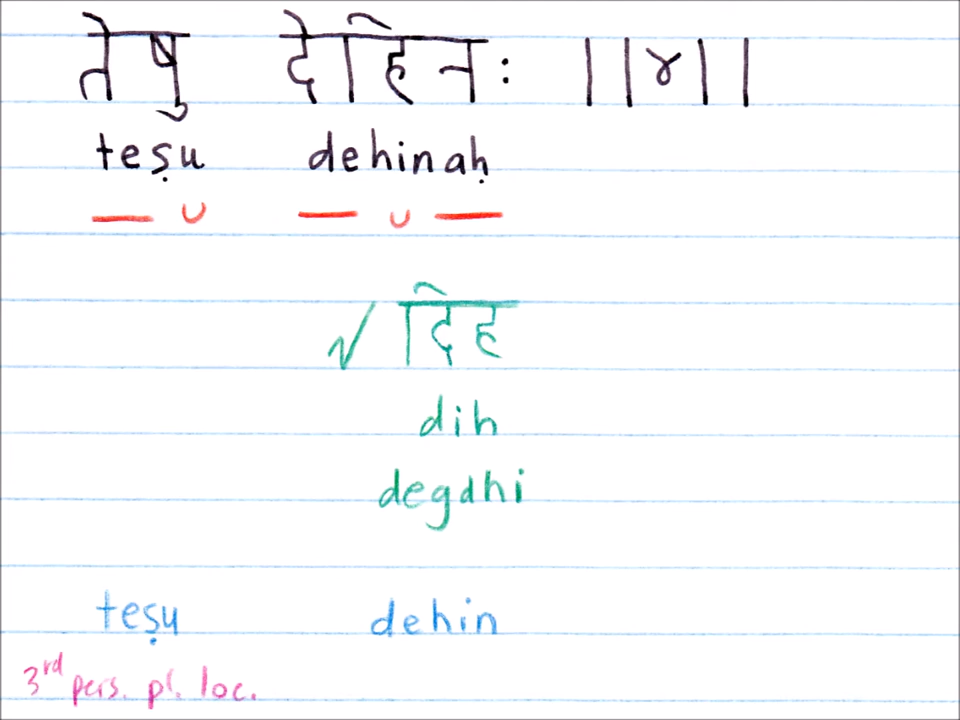 तेषु देहिनः ||४||
teṣu dehinaḥ
— ∪ — ∪ —
√ दिह
dih
degdhi
teṣu dehin
3rd pers. pl. loc.